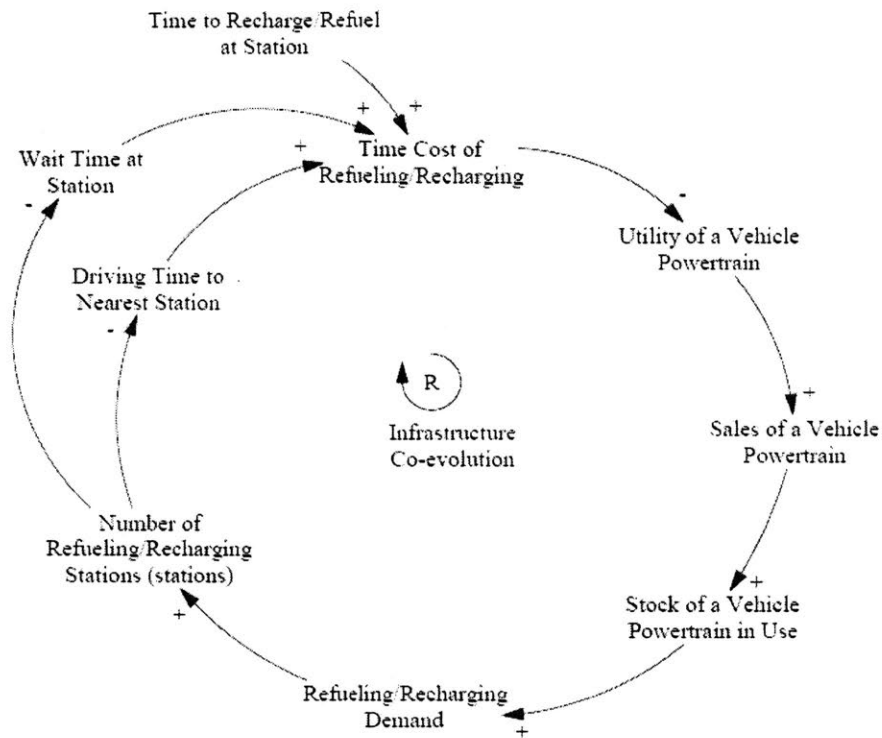 Time to Recharge/Refuel
at Station
+
+
+
Wait Time at
Station
-
Time Cost of
Refueling/Recharging
-
Utility of a Vehicle
Powertrain
Driving Time to
Nearest Station
-
R
Infrastructure
Co-evolution
+
Sales of a Vehicle
Powertrain
Number of
Refueling/Recharging
Stations (stations)
+
+
Stock of a Vehicle
Powertrain in Use
Refueling/Recharging
Demand
+